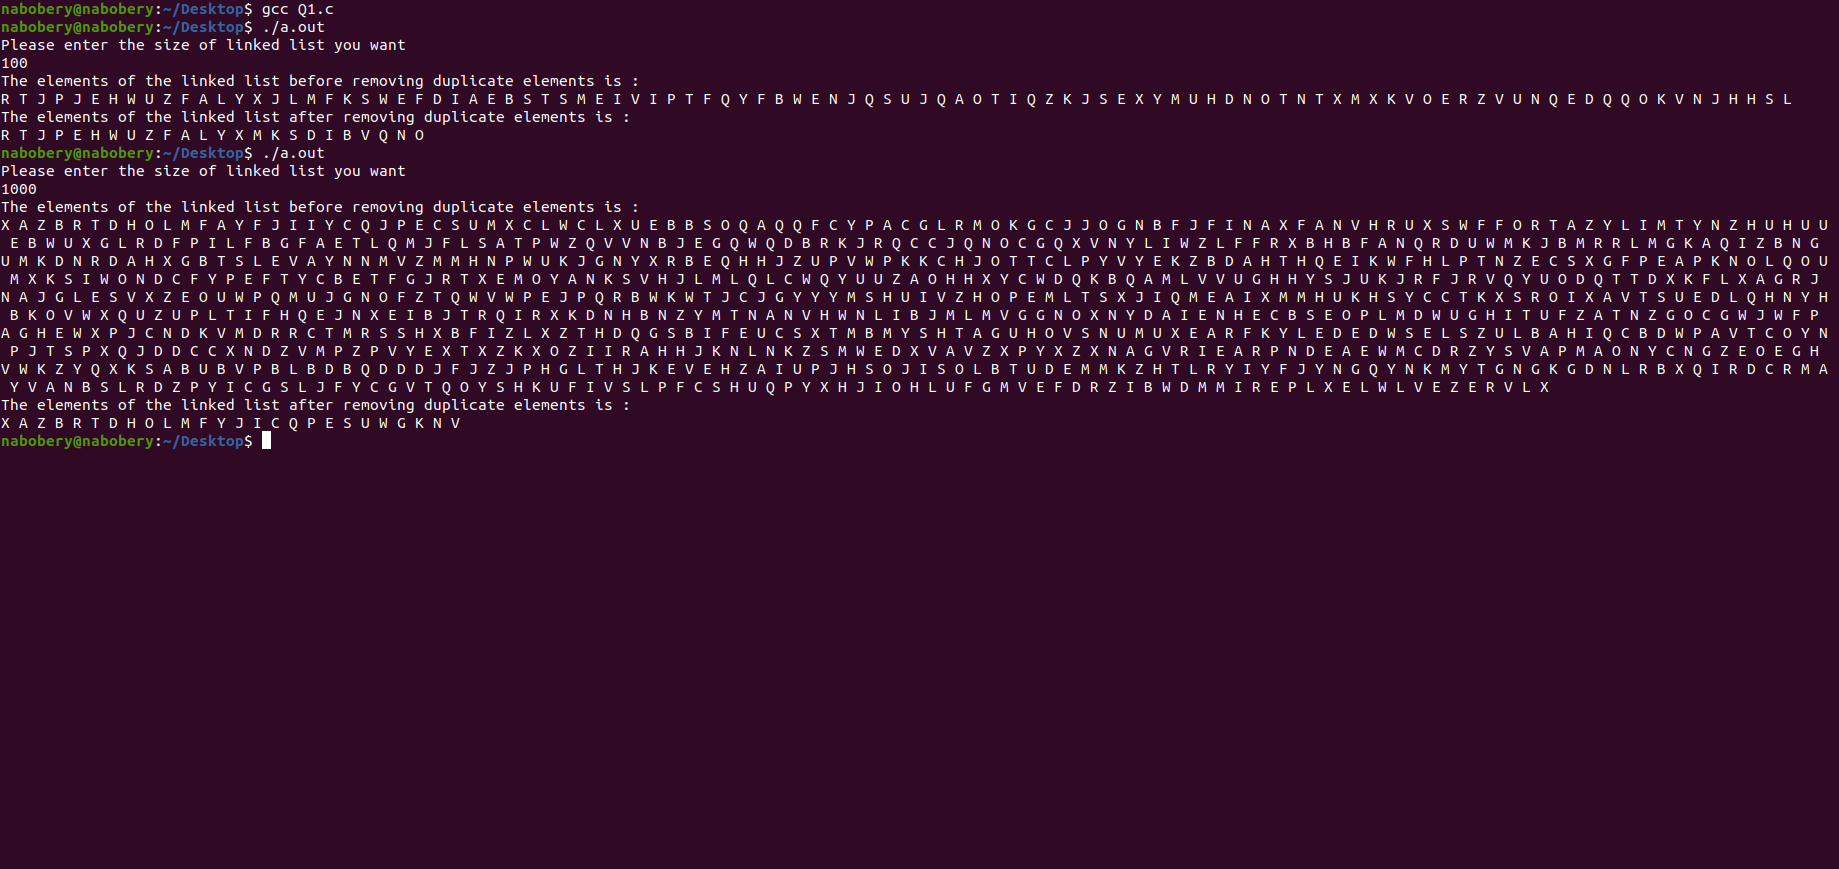 nabobery@nabobery:~/Desktop$ gcc Q1.c
nabobery@nabobery:~/Desktop$ ./a.out
Please enter the size of linked list you want
100
The elements of the linked list before removing duplicate elements is :
R T J P J E H W U Z F A L Y X J L M F K S W E F D I A E B S T S M E I V I P T F Q Y F B W E N J Q S U J Q A O T I Q Z K J S E X Y M U H D N O T N T X M X K V O E R Z V U N Q E D Q Q O K V N J H H S L
The elements of the linked list after removing duplicate elements is :
R T J P E H W U Z F A L Y X M K S D I B V Q N O
nabobery@nabobery:~/Desktop$ ./a.out
Please enter the size of linked list you want
1000
The elements of the linked list before removing duplicate elements is :
X A Z B R T D H O L M F A Y F J I I Y C Q J P E C S U M X C L W C L X U E B B S O Q A Q Q F C Y P A C G L R M O K G C J J O G N B F J F I N A X F A N V H R U X S W F F O R T A Z Y L I M T Y N Z H U H U U
E B W U X G L R D F P I L F B G F A E T L Q M J F L S A T P W Z Q V V N B J E G Q W Q D B R K J R Q C C J Q N O C G Q X V N Y L I W Z L F F R X B H B F A N Q R D U W M K J B M R R L M G K A Q I Z B N G
U M K D N R D A H X G B T S L E V A Y N N M V Z M M H N P W U K J G N Y X R B E Q H H J Z U P V W P K K C H J O T T C L P Y V Y E K Z B D A H T H Q E I K W F H L P T N Z E C S X G F P E A P K N O L Q O U
M X K S I W O N D C F Y P E F T Y C B E T F G J R T X E M O Y A N K S V H J L M L Q L C W Q Y U U Z A O H H X Y C W D Q K B Q A M L V V U G H H Y S J U K J R F J R V Q Y U O D Q T T D X K F L X A G R J
N A J G L E S V X Z E O U W P Q M U J G N O F Z T Q W V W P E J P Q R B W K W T J C J G Y Y Y M S H U I V Z H O P E M L T S X J I Q M E A I X M M H U K H S Y C C T K X S R O I X A V T S U E D L Q H N Y H
B K O V W X Q U Z U P L T I F H Q E J N X E I B J T R Q I R X K D N H B N Z Y M T N A N V H W N L I B J M L M V G G N O X N Y D A I E N H E C B S E O P L M D W U G H I T U F Z A T N Z G O C G W J W F P
A G H E W X P J C N D K V M D R R C T M R S S H X B F I Z L X Z T H D Q G S B I F E U C S X T M B M Y S H T A G U H O V S N U M U X E A R F K Y L E D E D W S E L S Z U L B A H I Q C B D W P A V T C O Y N
P J T S P X Q J D D C C X N D Z V M P Z P V Y E X T X Z K X O Z I I R A H H J K N L N K Z S M W E D X V A V Z X P Y X Z X N A G V R I E A R P N D E A E W M C D R Z Y S V A P M A O N Y C N G Z E O E G H
V W K Z Y Q X K S A B U B V P B L B D B Q D D D J F J Z J P H G L T H J K E V E H Z A I U P J H S O J I S O L B T U D E M M K Z H T L R Y I Y F J Y N G Q Y N K M Y T G N G K G D N L R B X Q I R D C R M A
Y V A N B S L R D Z P Y I C G S L J F Y C G V T Q O Y S H K U F I V S L P F C S H U Q P Y X H J I O H L U F G M V E F D R Z I B W D M M I R E P L X E L W L V E Z E R V L X
The elements of the linked list after removing duplicate elements is :
X A Z B R T D H O L M F Y J I C Q P E S U W G K N V
nabobery@nabobery:~/Desktop$